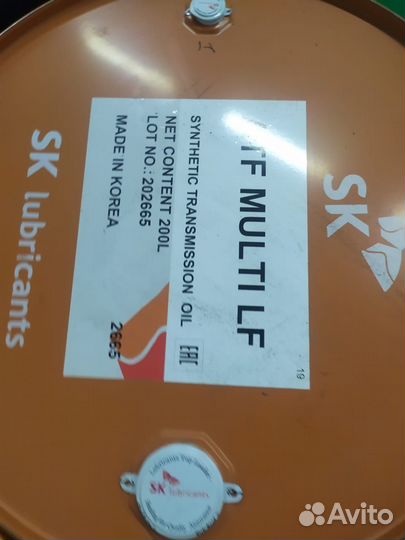 SK
SK lubricants
TF MULTI LF
SYNTHETIC TRANSMISSION OIL
NET CONTENT 200L
LOT NO.: 202665
MADE IN KOREA
2665
EAC
19
SK lubricants
Avito